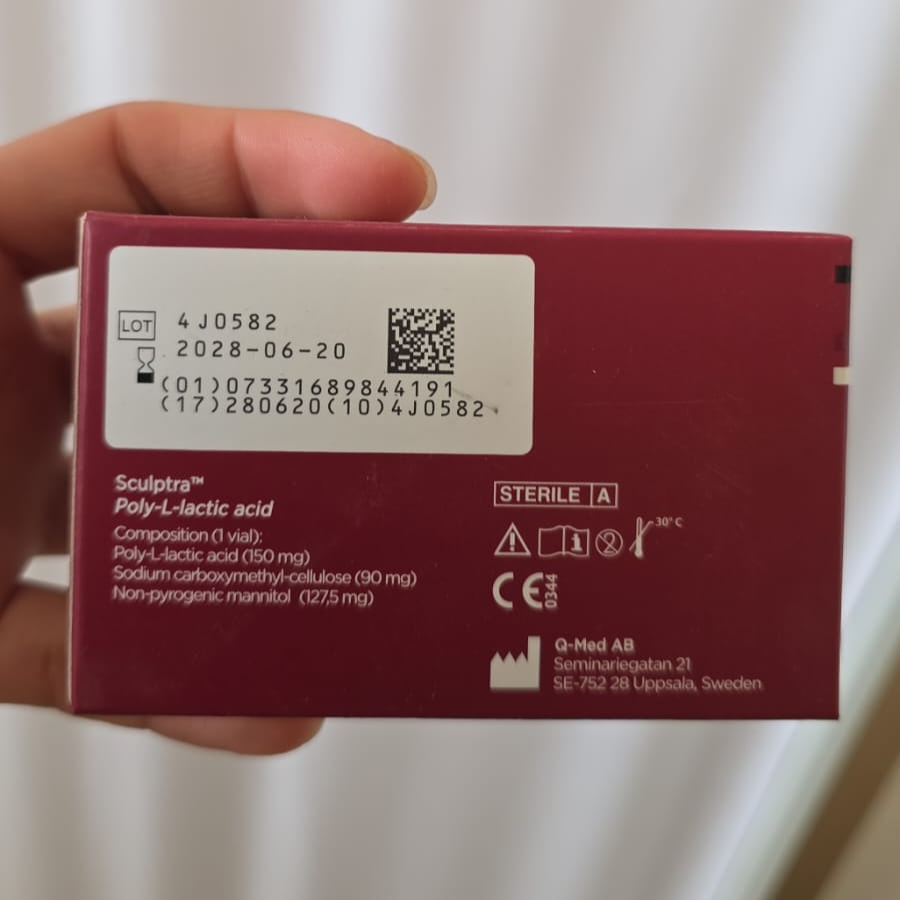 LOT 4J0582
2028-06-20
(01)07331689844191
(17)280620(10)4J0582
Sculptra™
Poly-L-lactic acid
Composition (1 vial):
Poly-L-lactic acid (150 mg)
Sodium carboxymethyl-cellulose (90 mg)
Non-pyrogenic mannitol (127,5 mg)
STERILE A
30° C
CE 0344
Q-Med AB
Seminariegatan 21
SE-752 28 Uppsala, Sweden